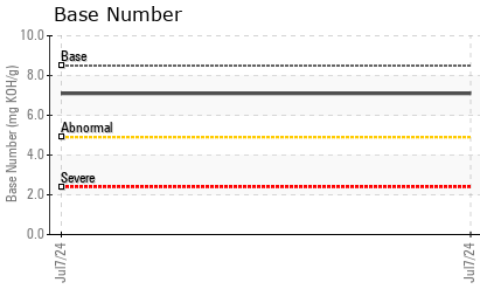 Base Number
10.0
8.0
6.0
4.0
2.0
0.0
Base Number (mg KOH/g)
Base
Abnormal
Severe
Jul7/24
Jul7/24